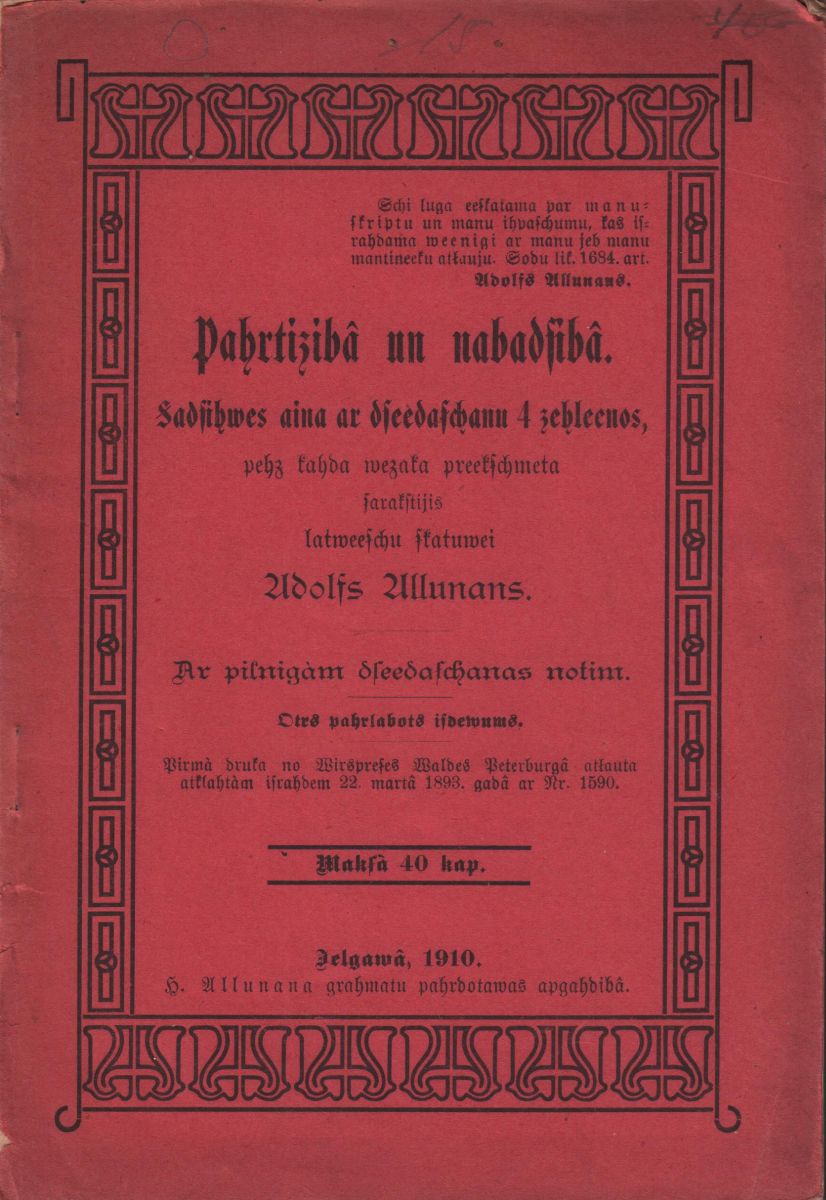 Schi luga eeskatama par manu-
skriptu un manu ihpaschumu, kas iſ-
rahdama weenigi ar manu jeb manu
mantineeku atłauju. Sodu lik. 1684. art.
Adolfs Allunans.
Pahrtizibâ un nabadſibâ.
Sadſihwes aina ar dſeedaſchanu 4 zehleenos,
pehz kahda wezaka preekſchmeta
ſarakſtijis
latweeſchu ſkatuwei
Adolfs Allunans.
Ar pilnigàm dſeedaſchanas notim.
Otrs pahrlabots iſdewums.
Pirmà druka no Wirspreſes Waldes Peterburgâ atłauta
atklahtàm iſrahdem 22. martâ 1893. gadâ ar Nr. 1590.
Makſà 40 kap.
Jelgawâ, 1910.
H. Allunana grahmatu pahrdotawas apgahdibâ.